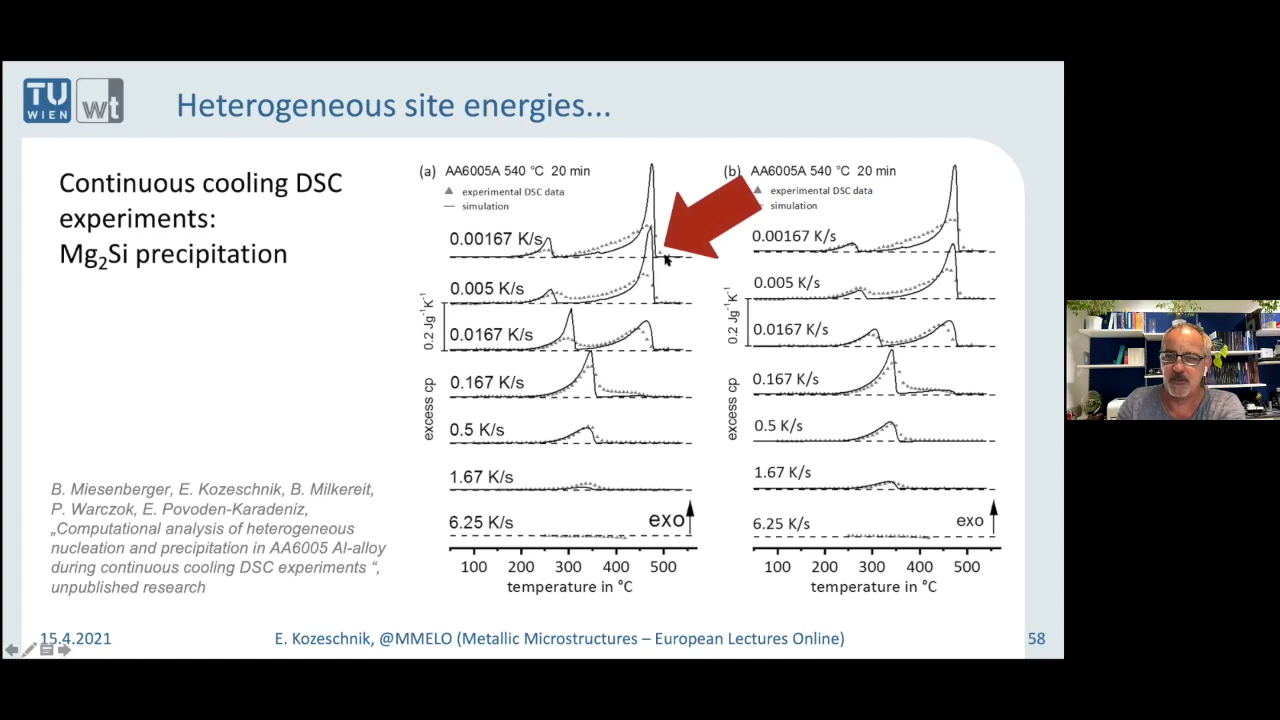 TU
WIEN
wt
Heterogeneous site energies...
Continuous cooling DSC
experiments:
Mg₂Si precipitation
B. Miesenberger, E. Kozeschnik, B. Milkereit,
P. Warczok, E. Povoden-Karadeniz,
„Computational analysis of heterogeneous
nucleation and precipitation in AA6005 Al-alloy
during continuous cooling DSC experiments “,
unpublished research
(a) AA6005A 540 °C 20 min
experimental DSC data
simulation
0.00167 K/s
0.005 K/s
0.0167 K/s
0.167 K/s
0.5 K/s
1.67 K/s
6.25 K/s
exo
0.2 Jg⁻¹K⁻¹
excess cp
100 200 300 400 500
temperature in °C
(b) AA6005A 540 °C 20 min
experimental DSC data
simulation
0.00167 K/s
0.005 K/s
0.0167 K/s
0.167 K/s
0.5 K/s
1.67 K/s
6.25 K/s
exo
0.2 Jg⁻¹K⁻¹
excess cp
100 200 300 400 500
temperature in °C
15.4.2021
E. Kozeschnik, @MMELO (Metallic Microstructures – European Lectures Online)
58